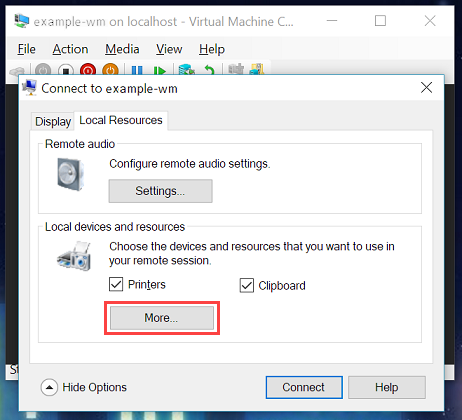 example-wm on localhost - Virtual Machine C...
File Action Media View Help
Connect to example-wm
Display Local Resources
Remote audio
Configure remote audio settings.
Settings...
Local devices and resources
Choose the devices and resources that you want to use in
your remote session.
Printers Clipboard
More...
Hide Options Connect Help